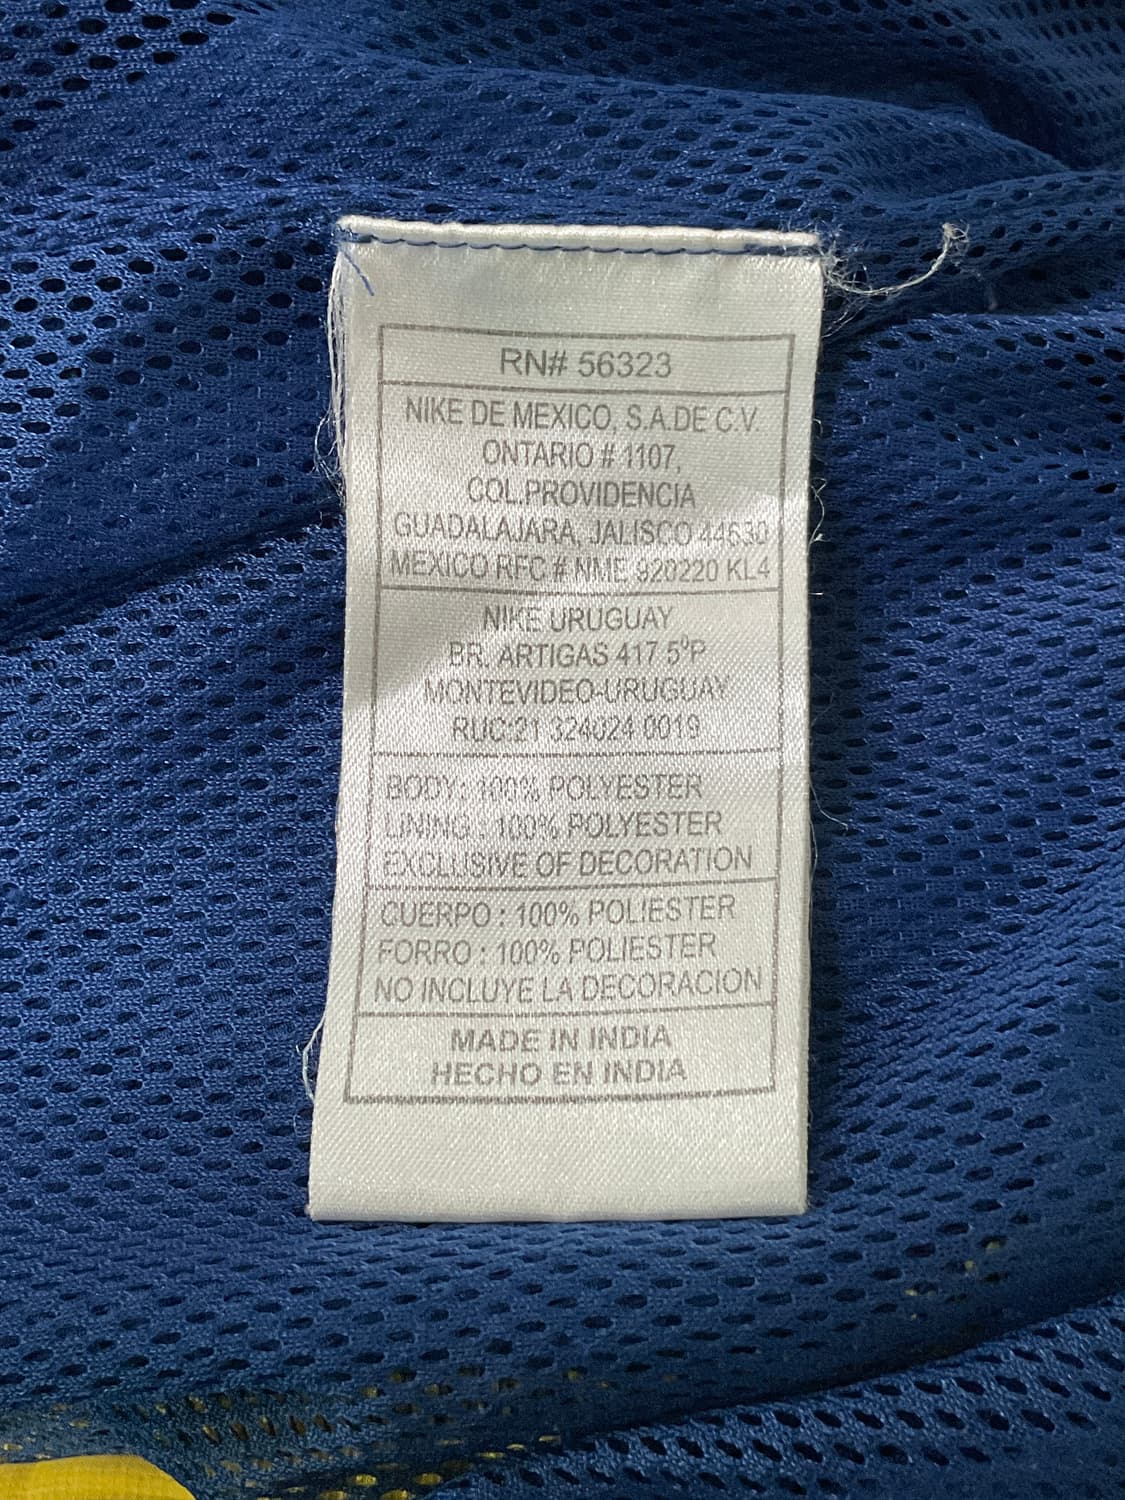 RN# 56323
NIKE DE MEXICO, S.A.DE C.V.
ONTARIO # 1107,
COL.PROVIDENCIA
GUADALAJARA, JALISCO 44630
MEXICO RFC # NME 920220 KL4
NIKE URUGUAY
BR. ARTIGAS 417 5ºP
MONTEVIDEO-URUGUAY
RUC:21 324024 0019
BODY: 100% POLYESTER
LINING : 100% POLYESTER
EXCLUSIVE OF DECORATION
CUERPO : 100% POLIESTER
FORRO : 100% POLIESTER
NO INCLUYE LA DECORACION
MADE IN INDIA
HECHO EN INDIA